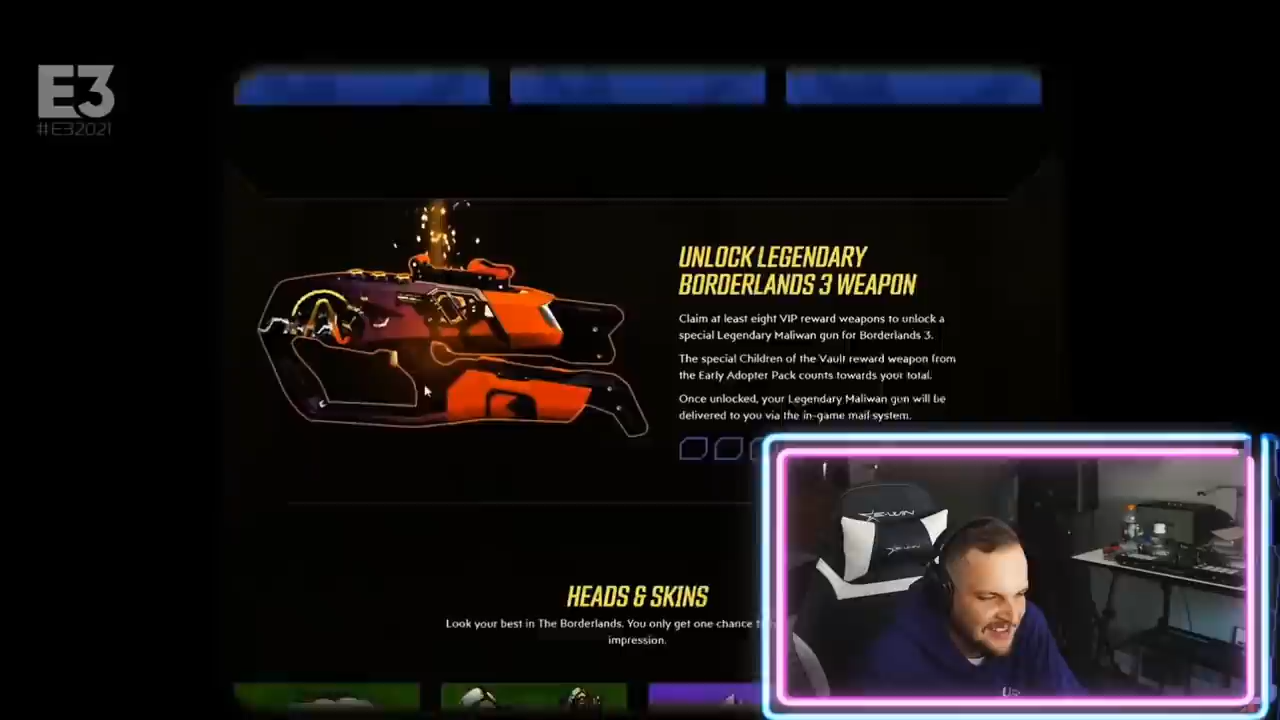 E3
#E32021
UNLOCK LEGENDARY
BORDERLANDS 3 WEAPON
Claim at least eight VIP reward weapons to unlock a
special Legendary Maliwan gun for Borderlands 3.
The special Children of the Vault reward weapon from
the Early Adopter Pack counts towards your total.
Once unlocked, your Legendary Maliwan gun will be
delivered to you via the in-game mail system.
E-WIN
E-WIN
HEADS & SKINS
Look your best in The Borderlands. You only get one chance
impression.